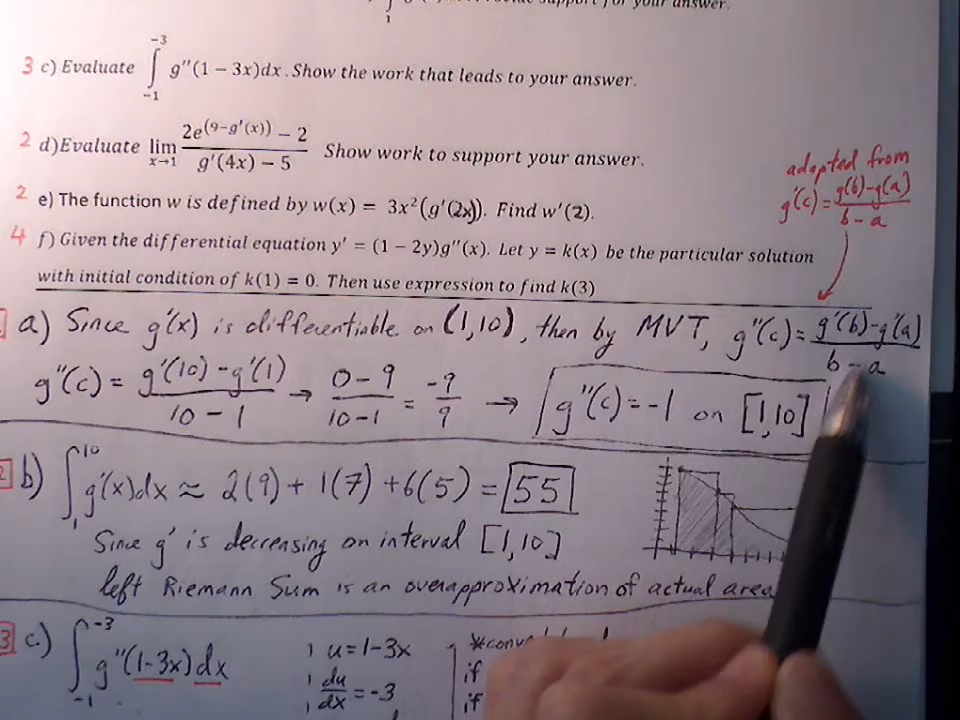 your answer.
1
3 c) Evaluate ∫_{-1}^{-3} g''(1 − 3x)dx. Show the work that leads to your answer.
2 d)Evaluate lim_{x→1} (2e^{(9−g'(x))} − 2)/(g'(4x) − 5) Show work to support your answer.
adapted from
g'(c) = (g(b)-g(a))/(b-a)
2 e) The function w is defined by w(x) = 3x²(g'(2x)). Find w'(2).
4 f) Given the differential equation y' = (1 − 2y)g''(x). Let y = k(x) be the particular solution
with initial condition of k(1) = 0. Then use expression to find k(3)
a) Since g'(x) is differentiable on (1,10), then by MVT, g''(c) = (g'(b)-g'(a))/(b-a)
g''(c) = (g'(10)-g'(1))/(10-1) → (0-9)/(10-1) = -9/9 → g''(c) = -1 on [1,10]
2 b) ∫_1^{10} g'(x)dx ≈ 2(9) + 1(7) + 6(5) = 55
Since g' is decreasing on interval [1,10]
left Riemann Sum is an overapproximation of actual area
3 c.) ∫_{-1}^{-3} g''(1-3x)dx
u = 1-3x
du/dx = -3
if
if